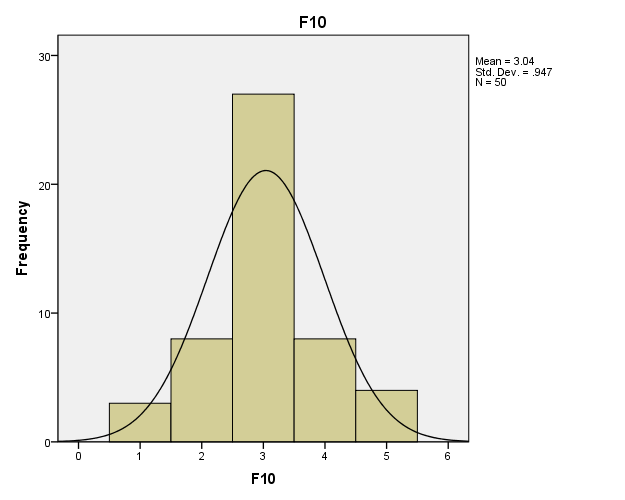 F10
Mean = 3.04
Std. Dev. = .947
N = 50
30
20
10
0
Frequency
0 1 2 3 4 5 6
F10